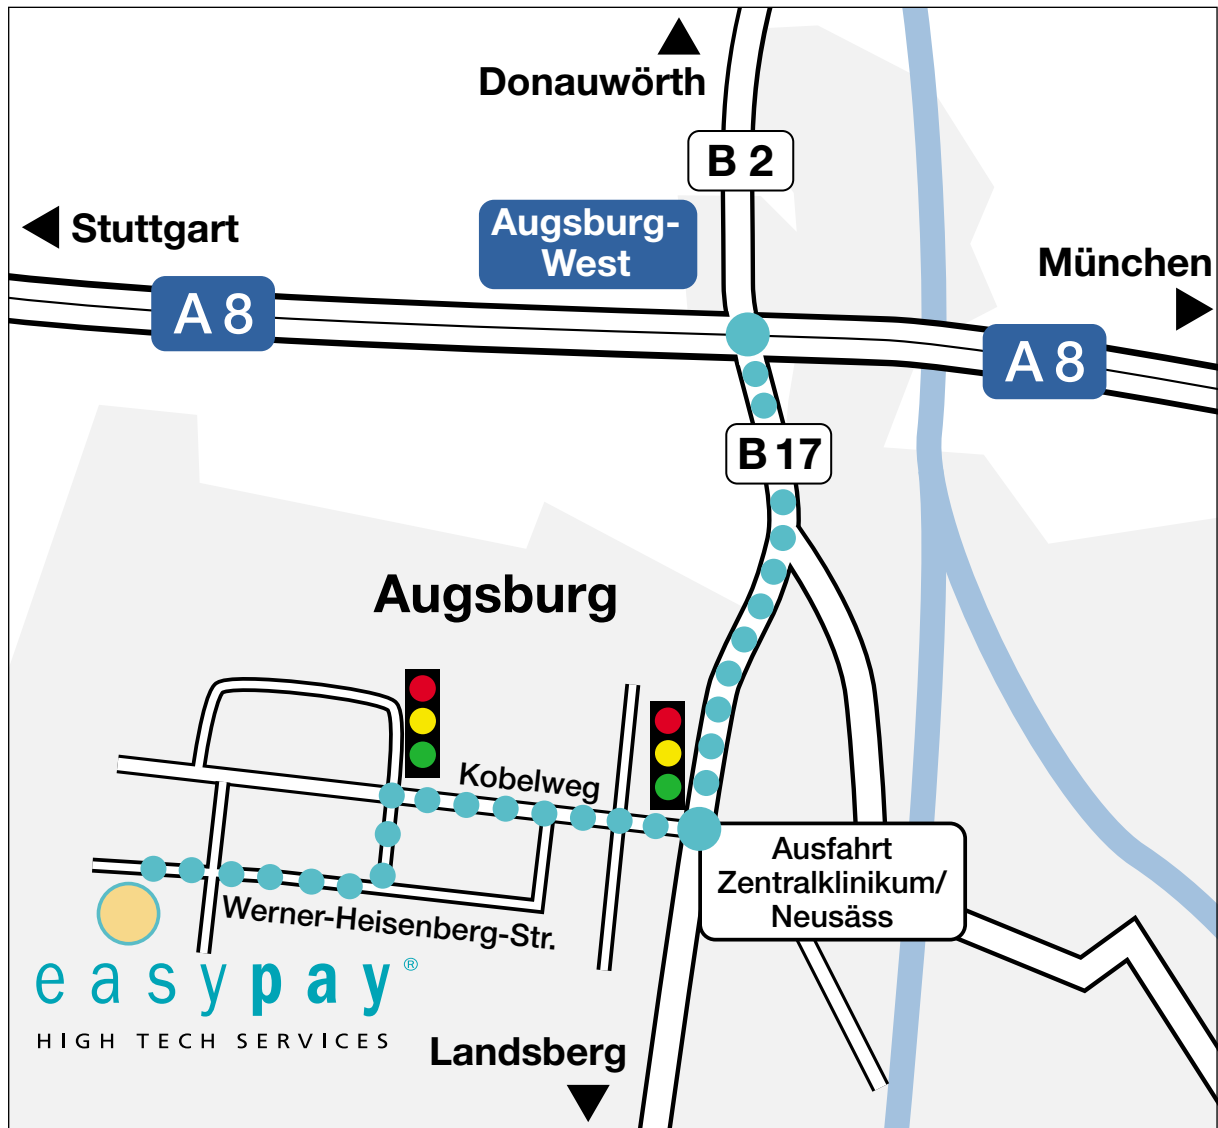 Donauwörth
B 2
Stuttgart
Augsburg-
West
München
A 8
A 8
B 17
Augsburg
Kobelweg
Ausfahrt
Zentralklinikum/
Neusäss
Werner-Heisenberg-Str.
easypay®
HIGH TECH SERVICES
Landsberg